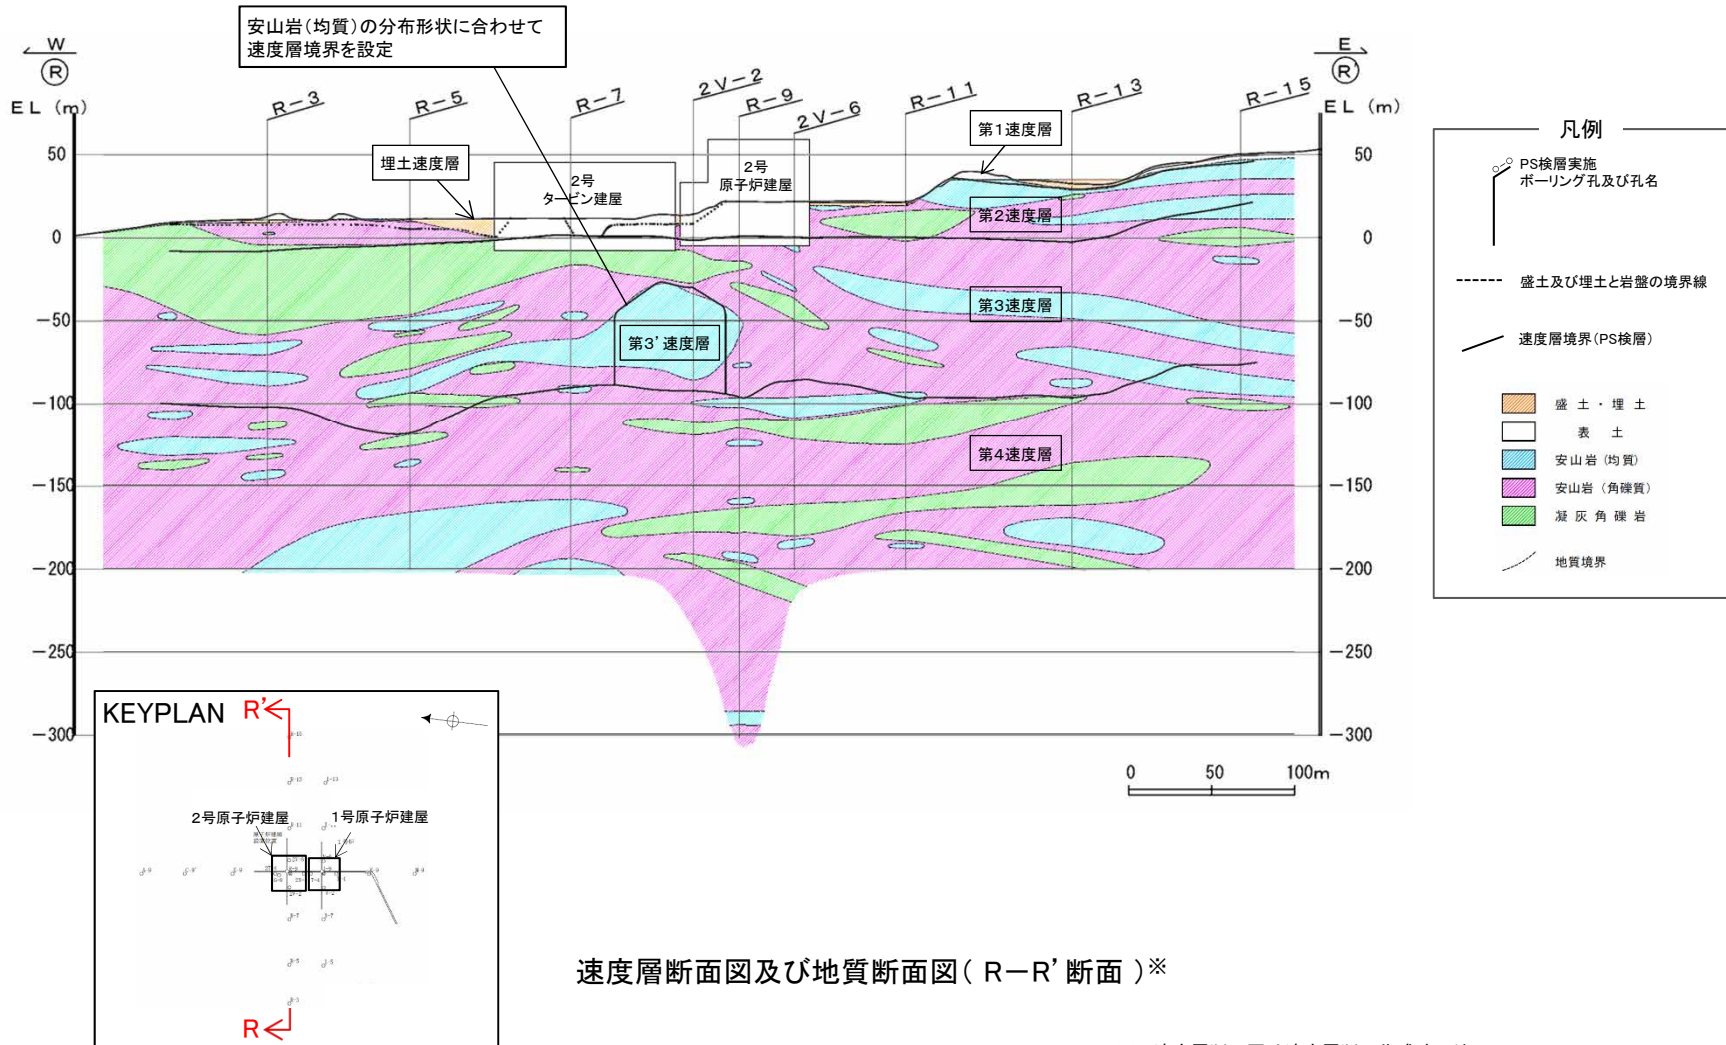 安山岩(均質)の分布形状に合わせて
速度層境界を設定
W
R
EL (m)
E
R'
EL (m)
R-3
R-5
R-7
2V-2
R-9
2V-6
R-11
R-13
R-15
埋土速度層
2号
タービン建屋
2号
原子炉建屋
第1速度層
第2速度層
第3速度層
第3'速度層
第4速度層
50
0
-50
-100
-150
-200
-250
-300
50
0
-50
-100
-150
-200
-250
-300
0 50 100m
凡例
PS検層実施
ボーリング孔及び孔名
盛土及び埋土と岩盤の境界線
速度層境界(PS検層)
盛土・埋土
表土
安山岩(均質)
安山岩(角礫質)
凝灰角礫岩
地質境界
KEYPLAN
R'
2号原子炉建屋
1号原子炉建屋
R
速度層断面図及び地質断面図( R-R'断面 )※